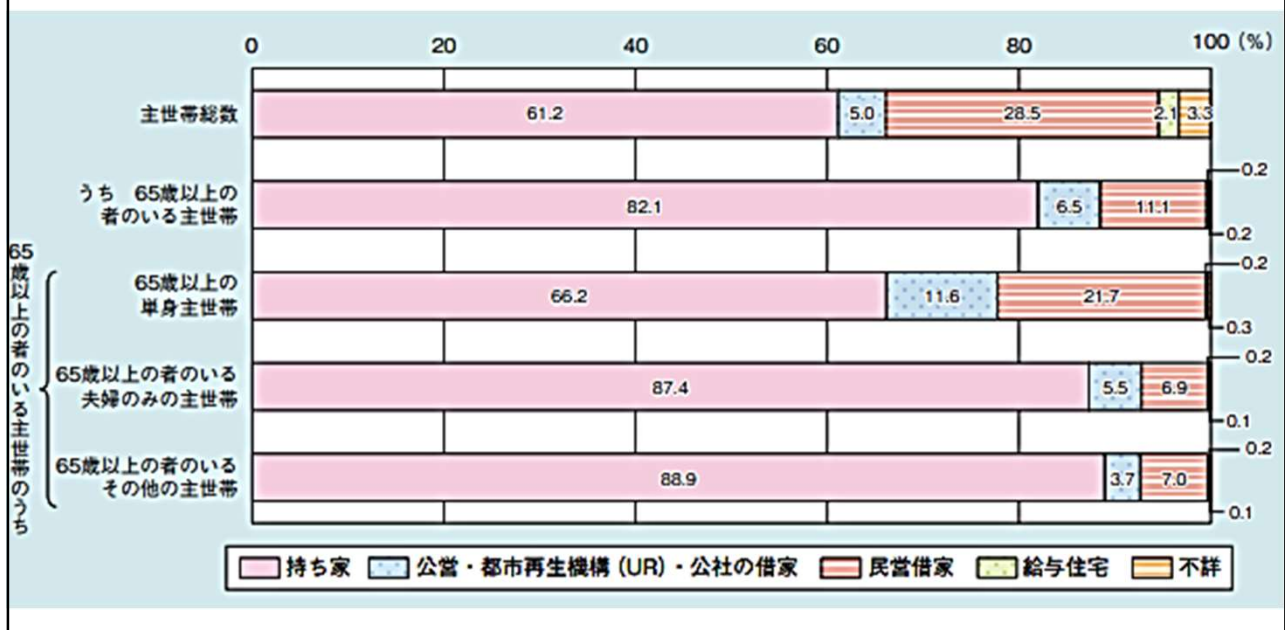 0 20 40 60 80 100 (%)
主世帯総数
61.2 5.0 28.5 2.1 3.3
うち 65歳以上の
者のいる主世帯
82.1 6.5 11.1
0.2
0.2
65歳以上の者のいる主世帯のうち
65歳以上の
単身主世帯
66.2 11.6 21.7
0.2
0.3
65歳以上の者のいる
夫婦のみの主世帯
87.4 5.5 6.9
0.2
0.1
65歳以上の者のいる
その他の主世帯
88.9 3.7 7.0
0.2
0.1
持ち家 公営・都市再生機構(UR)・公社の借家 民営借家 給与住宅 不詳